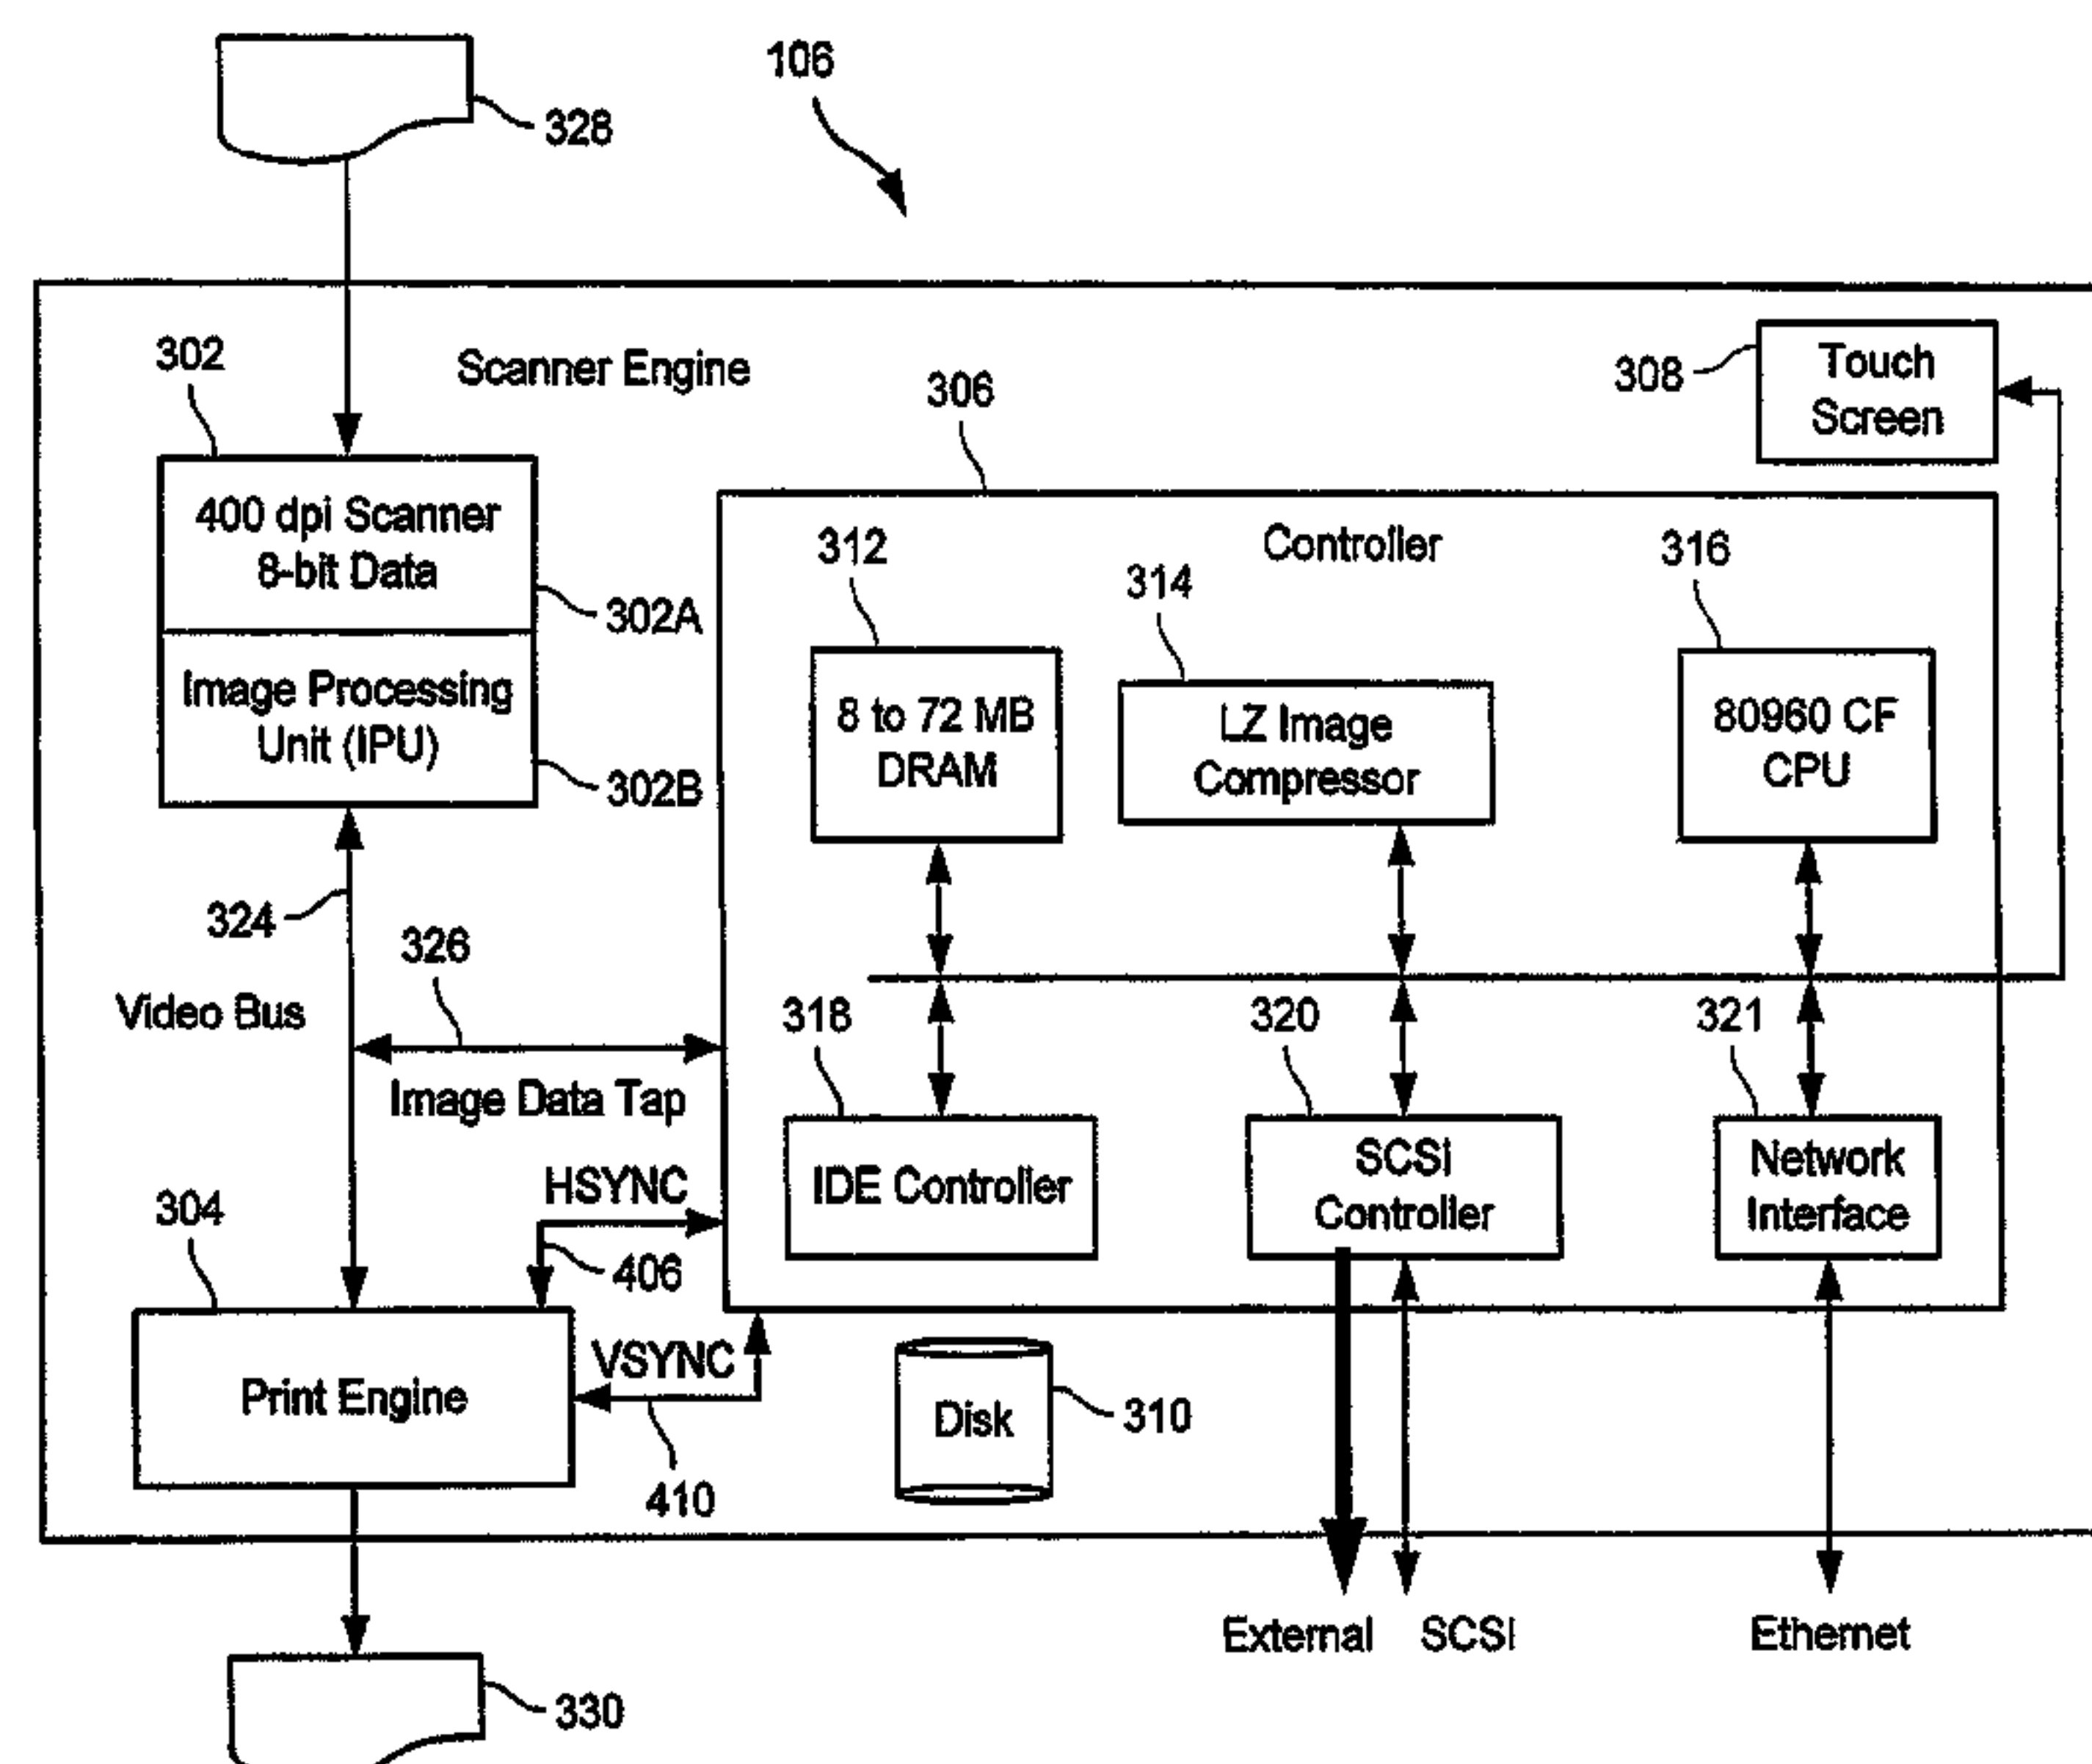 106
328
302
Scanner Engine
306
308
Touch
Screen
400 dpi Scanner
8-bit Data
302A
Image Processing
Unit (IPU)
302B
Controller
312
314
316
8 to 72 MB
DRAM
LZ Image
Compressor
80960 CF
CPU
324
326
Video Bus
Image Data Tap
318
320
321
IDE Controller
SCSI
Controller
Network
Interface
HSYNC
406
304
Print Engine
VSYNC
410
Disk
310
External
SCSI
Ethernet
330